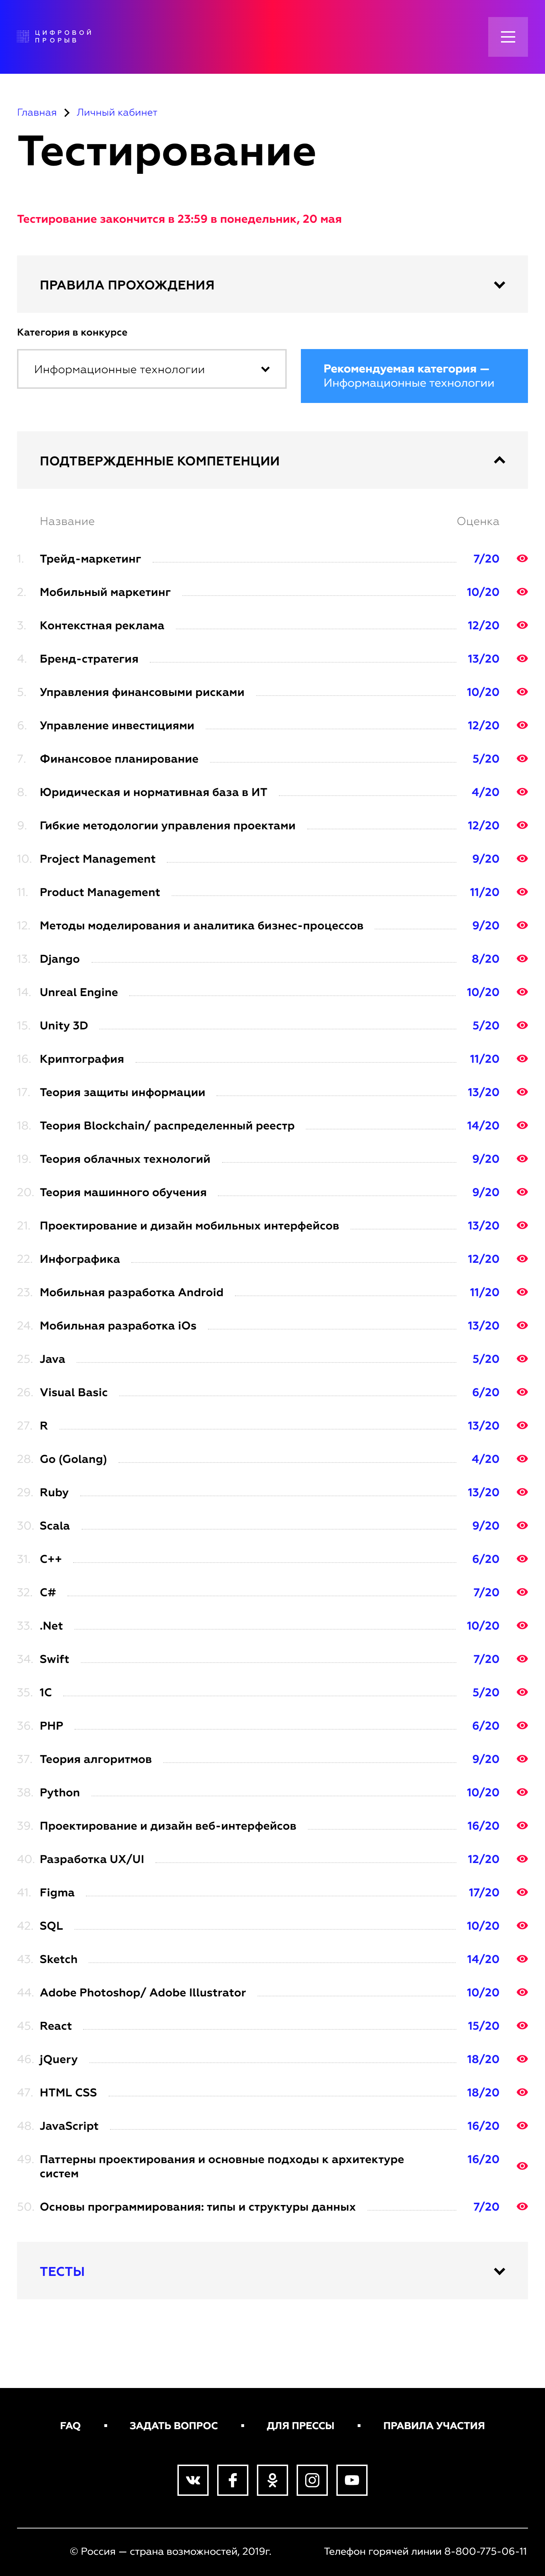 ЦИФРОВОЙ
ПРОРЫВ
Главная > Личный кабинет
Тестирование
Тестирование закончится в 23:59 в понедельник, 20 мая
ПРАВИЛА ПРОХОЖДЕНИЯ
Категория в конкурсе
Информационные технологии
Рекомендуемая категория —
Информационные технологии
ПОДТВЕРЖДЕННЫЕ КОМПЕТЕНЦИИ
Название Оценка
1. Трейд-маркетинг 7/20
2. Мобильный маркетинг 10/20
3. Контекстная реклама 12/20
4. Бренд-стратегия 13/20
5. Управления финансовыми рисками 10/20
6. Управление инвестициями 12/20
7. Финансовое планирование 5/20
8. Юридическая и нормативная база в ИТ 4/20
9. Гибкие методологии управления проектами 12/20
10. Project Management 9/20
11. Product Management 11/20
12. Методы моделирования и аналитика бизнес-процессов 9/20
13. Django 8/20
14. Unreal Engine 10/20
15. Unity 3D 5/20
16. Криптография 11/20
17. Теория защиты информации 13/20
18. Теория Blockchain/ распределенный реестр 14/20
19. Теория облачных технологий 9/20
20. Теория машинного обучения 9/20
21. Проектирование и дизайн мобильных интерфейсов 13/20
22. Инфографика 12/20
23. Мобильная разработка Android 11/20
24. Мобильная разработка iOs 13/20
25. Java 5/20
26. Visual Basic 6/20
27. R 13/20
28. Go (Golang) 4/20
29. Ruby 13/20
30. Scala 9/20
31. C++ 6/20
32. C# 7/20
33. .Net 10/20
34. Swift 7/20
35. 1C 5/20
36. PHP 6/20
37. Теория алгоритмов 9/20
38. Python 10/20
39. Проектирование и дизайн веб-интерфейсов 16/20
40. Разработка UX/UI 12/20
41. Figma 17/20
42. SQL 10/20
43. Sketch 14/20
44. Adobe Photoshop/ Adobe Illustrator 10/20
45. React 15/20
46. jQuery 18/20
47. HTML CSS 18/20
48. JavaScript 16/20
49. Паттерны проектирования и основные подходы к архитектуре 16/20
систем
50. Основы программирования: типы и структуры данных 7/20
ТЕСТЫ
FAQ ▪ ЗАДАТЬ ВОПРОС ▪ ДЛЯ ПРЕССЫ ▪ ПРАВИЛА УЧАСТИЯ
© Россия — страна возможностей, 2019г. Телефон горячей линии 8-800-775-06-11